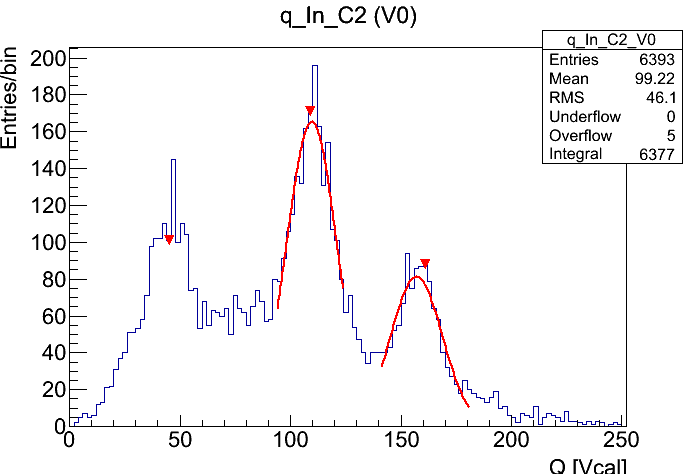 q_In_C2 (V0)
q_In_C2_V0
Entries 6393
Mean 99.22
RMS 46.1
Underflow 0
Overflow 5
Integral 6377
Entries/bin
200
180
160
140
120
100
80
60
40
20
0
0 50 100 150 200 250
Q [Vcal]